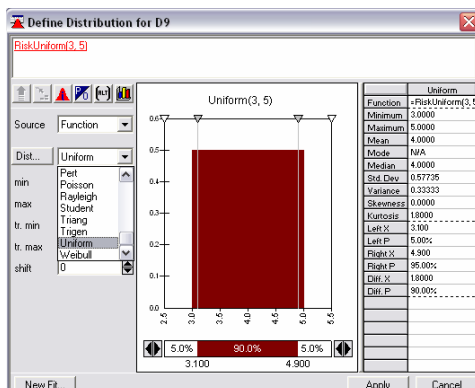 Define Distribution for D9
RiskUniform(3, 5)
Source Function
Dist... Uniform
Pert
Poisson
Rayleigh
Student
Triang
Trigen
Uniform
Weibull
min
max
tr. min
tr. max
shift 0
New Fit...
Uniform(3, 5)
0.6
0.5
0.4
0.3
0.2
0.1
0.0
2.5 3.0 3.5 4.0 4.5 5.0 5.5
5.0% 90.0% 5.0%
3.100 4.900
Uniform
Function =RiskUniform(3,
Minimum 3.0000
Maximum 5.0000
Mean 4.0000
Mode N/A
Median 4.0000
Std. Dev 0.57735
Variance 0.33333
Skewness 0.0000
Kurtosis 1.8000
Left X 3.100
Left P 5.00%
Right X 4.900
Right P 95.00%
Diff. X 1.8000
Diff. P 90.00%
Apply Cancel